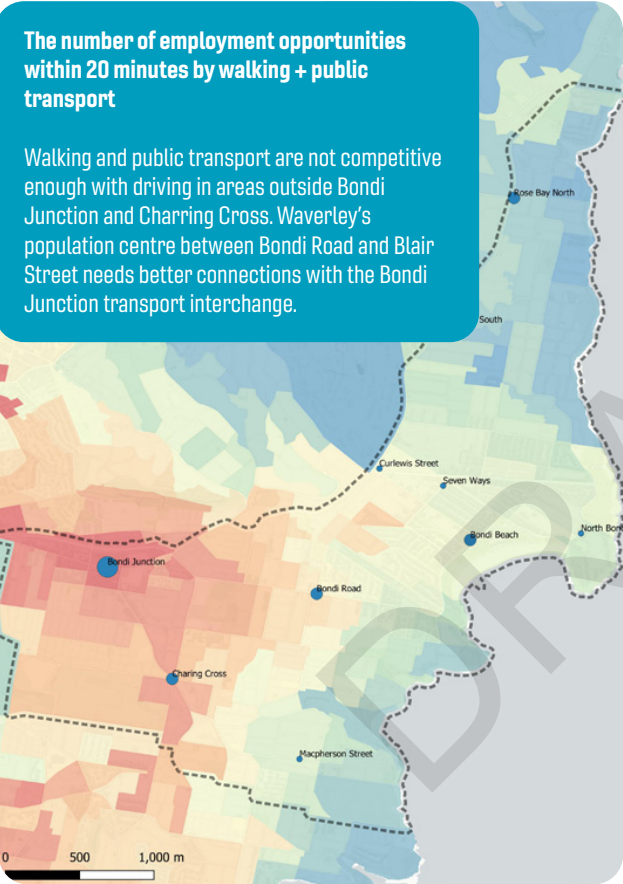 The number of employment opportunities
within 20 minutes by walking + public
transport
Walking and public transport are not competitive
enough with driving in areas outside Bondi
Junction and Charring Cross. Waverley's
population centre between Bondi Road and Blair
Street needs better connections with the Bondi
Junction transport interchange.
Rose Bay North
South
Curlewis Street
Seven Ways
Bondi Beach
North Bon
Bondi Junction
Bondi Road
Charing Cross
Macpherson Street
DRA
0 500 1,000 m